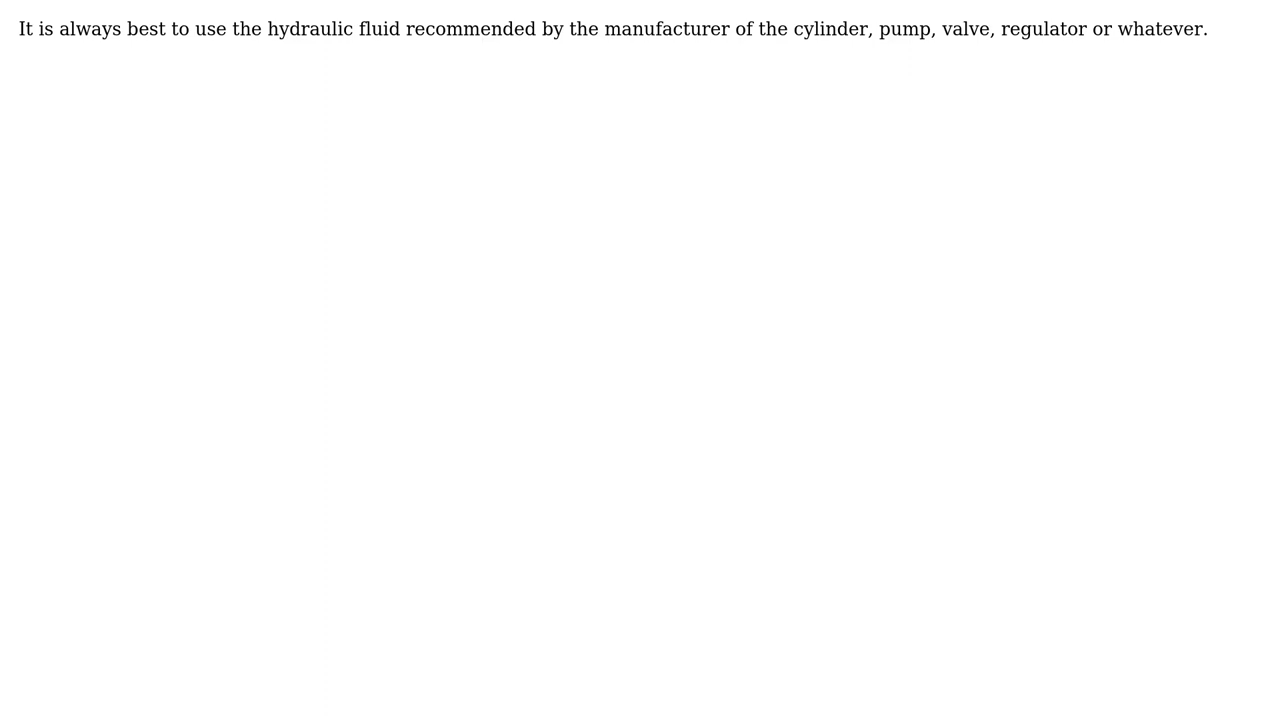 It is always best to use the hydraulic fluid recommended by the manufacturer of the cylinder, pump, valve, regulator or whatever.